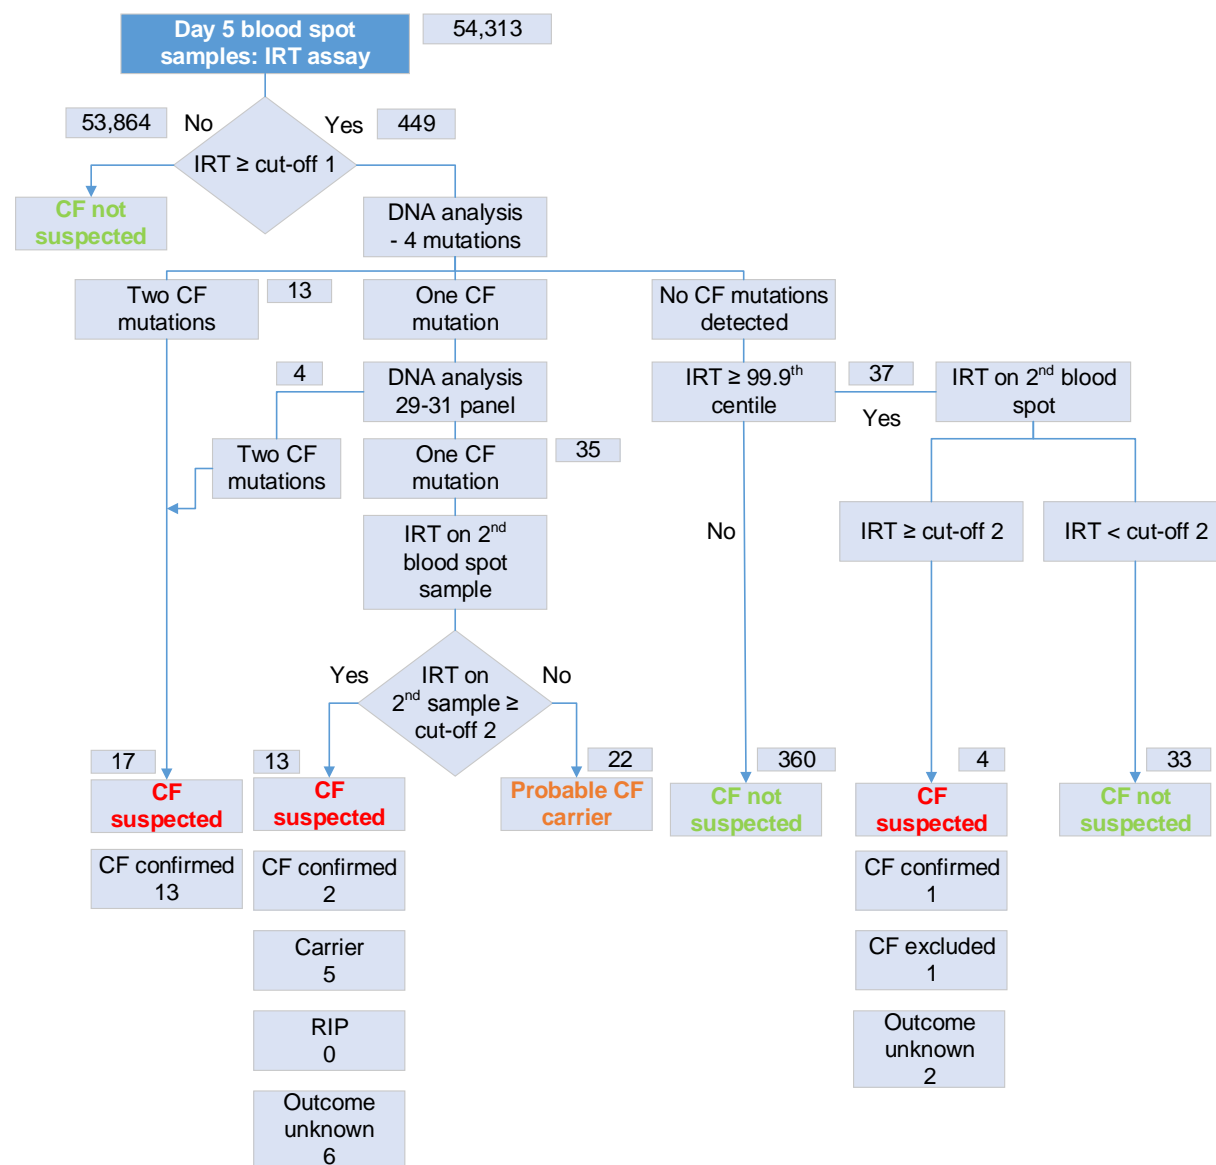 Day 5 blood spot
samples: IRT assay
54,313
53,864
No
Yes
449
IRT ≥ cut-off 1
CF not
suspected
DNA analysis
- 4 mutations
Two CF
mutations
13
One CF
mutation
No CF mutations
detected
4
DNA analysis
29-31 panel
IRT ≥ 99.9th
centile
37
Yes
IRT on 2nd blood
spot
Two CF
mutations
One CF
mutation
35
IRT on 2nd
blood spot
sample
No
IRT ≥ cut-off 2
IRT < cut-off 2
Yes
IRT on
2nd sample ≥
cut-off 2
No
17
CF
suspected
13
CF
suspected
22
Probable CF
carrier
360
CF not
suspected
4
CF
suspected
33
CF not
suspected
CF confirmed
13
CF confirmed
2
CF confirmed
1
Carrier
5
CF excluded
1
RIP
0
Outcome
unknown
2
Outcome
unknown
6